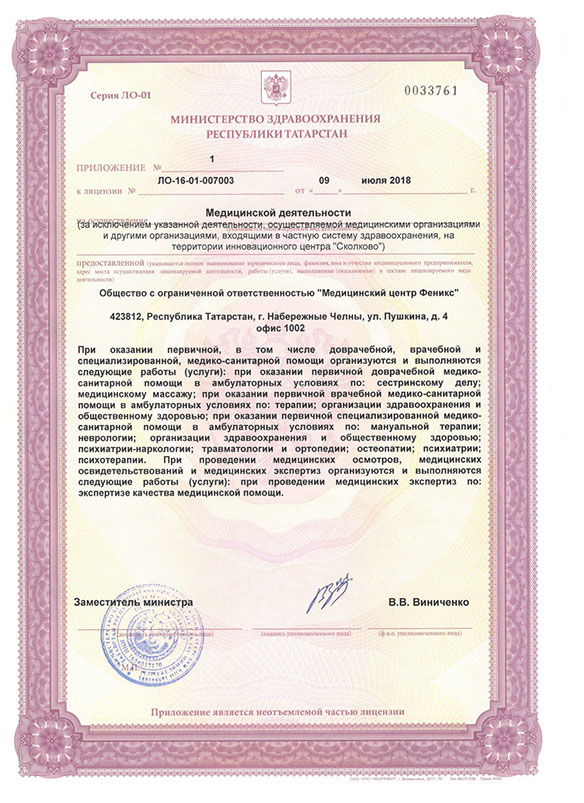 Серия ЛО-01
0033761
МИНИСТЕРСТВО ЗДРАВООХРАНЕНИЯ
РЕСПУБЛИКИ ТАТАРСТАН
ПРИЛОЖЕНИЕ № 1
к лицензии № ЛО-16-01-007003 от « 09 » июля 2018 г.
на осуществление
Медицинской деятельности
(за исключением указанной деятельности, осуществляемой медицинскими организациями
и другими организациями, входящими в частную систему здравоохранения, на
территории инновационного центра "Сколково")
предоставленной (указывается полное наименование юридического лица, фамилия, имя и отчество индивидуального предпринимателя,
адрес места осуществления лицензируемой деятельности, работы (услуги), выполняемые (оказываемые) в составе лицензируемого вида
деятельности)
Общество с ограниченной ответственностью "Медицинский центр Феникс"
423812, Республика Татарстан, г. Набережные Челны, ул. Пушкина, д. 4
офис 1002
При оказании первичной, в том числе доврачебной, врачебной и
специализированной, медико-санитарной помощи организуются и выполняются
следующие работы (услуги): при оказании первичной доврачебной медико-
санитарной помощи в амбулаторных условиях по: сестринскому делу;
медицинскому массажу; при оказании первичной врачебной медико-санитарной
помощи в амбулаторных условиях по: терапии; организации здравоохранения и
общественному здоровью; при оказании первичной специализированной медико-
санитарной помощи в амбулаторных условиях по: мануальной терапии;
неврологии; организации здравоохранения и общественному здоровью;
психиатрии-наркологии; травматологии и ортопедии; остеопатии; психиатрии;
психотерапии. При проведении медицинских осмотров, медицинских
освидетельствований и медицинских экспертиз организуются и выполняются
следующие работы (услуги): при проведении медицинских экспертиз по:
экспертизе качества медицинской помощи.
Заместитель министра
В.В. Виниченко
(подпись уполномоченного лица)
(ф.и.о. уполномоченного лица)
М.П.
Приложение является неотъемлемой частью лицензии